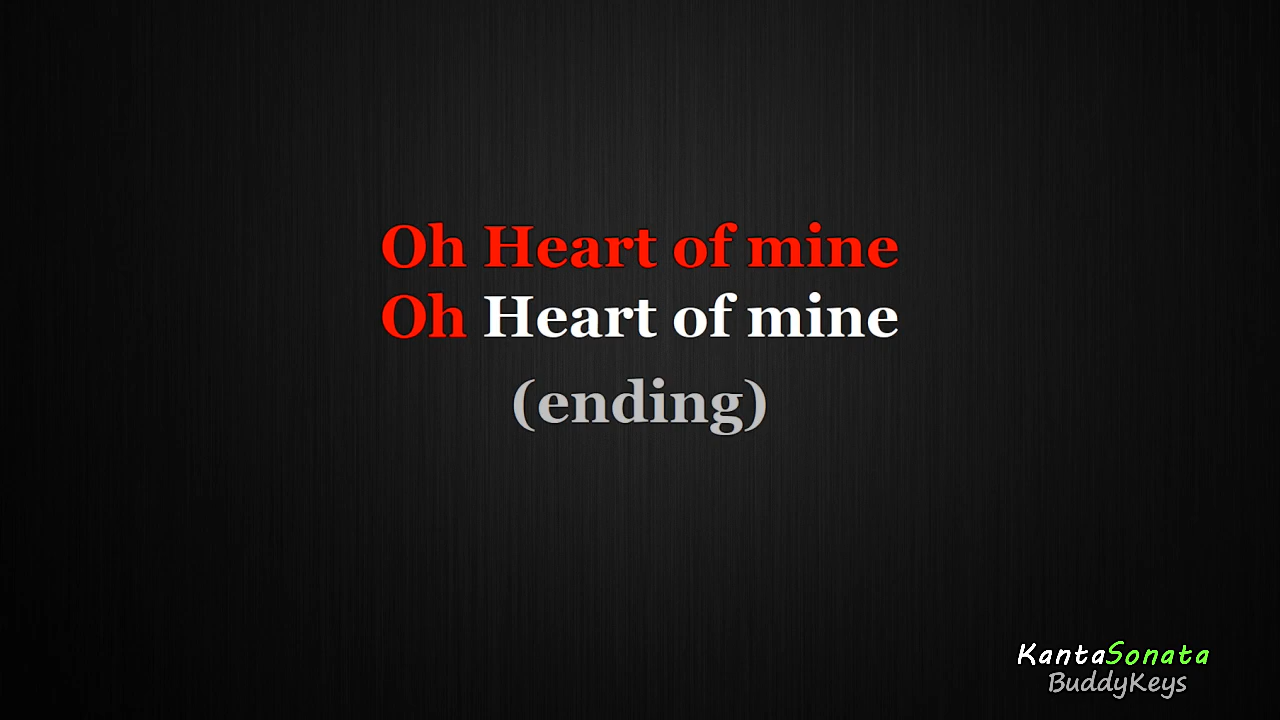 Oh Heart of mine
Oh Heart of mine
(ending)
KantaSonata
BuddyKeys